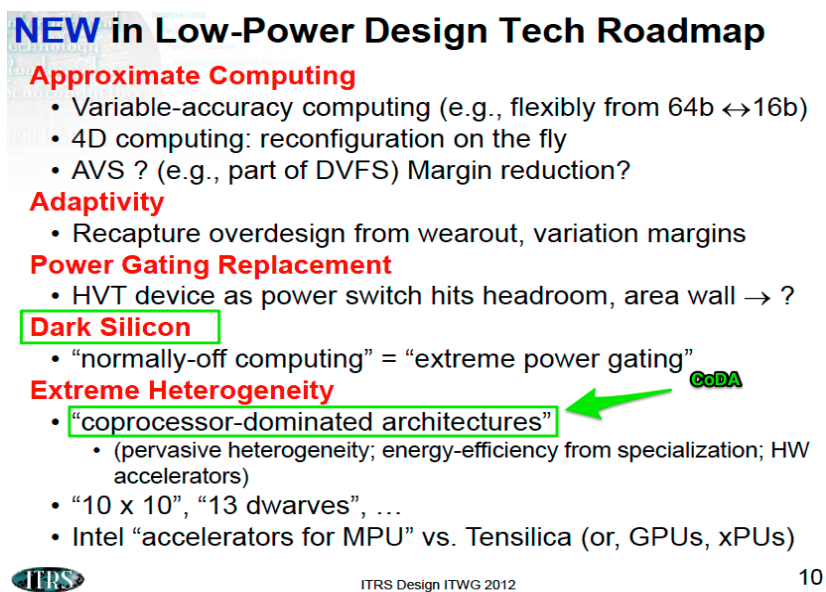 NEW in Low-Power Design Tech Roadmap
Approximate Computing
• Variable-accuracy computing (e.g., flexibly from 64b ↔16b)
• 4D computing: reconfiguration on the fly
• AVS ? (e.g., part of DVFS) Margin reduction?
Adaptivity
• Recapture overdesign from wearout, variation margins
Power Gating Replacement
• HVT device as power switch hits headroom, area wall → ?
Dark Silicon
• “normally-off computing” = “extreme power gating”
CoDA
Extreme Heterogeneity
• “coprocessor-dominated architectures”
• (pervasive heterogeneity; energy-efficiency from specialization; HW
accelerators)
• “10 x 10”, “13 dwarves”, …
• Intel “accelerators for MPU” vs. Tensilica (or, GPUs, xPUs)
ITRS
ITRS Design ITWG 2012
10